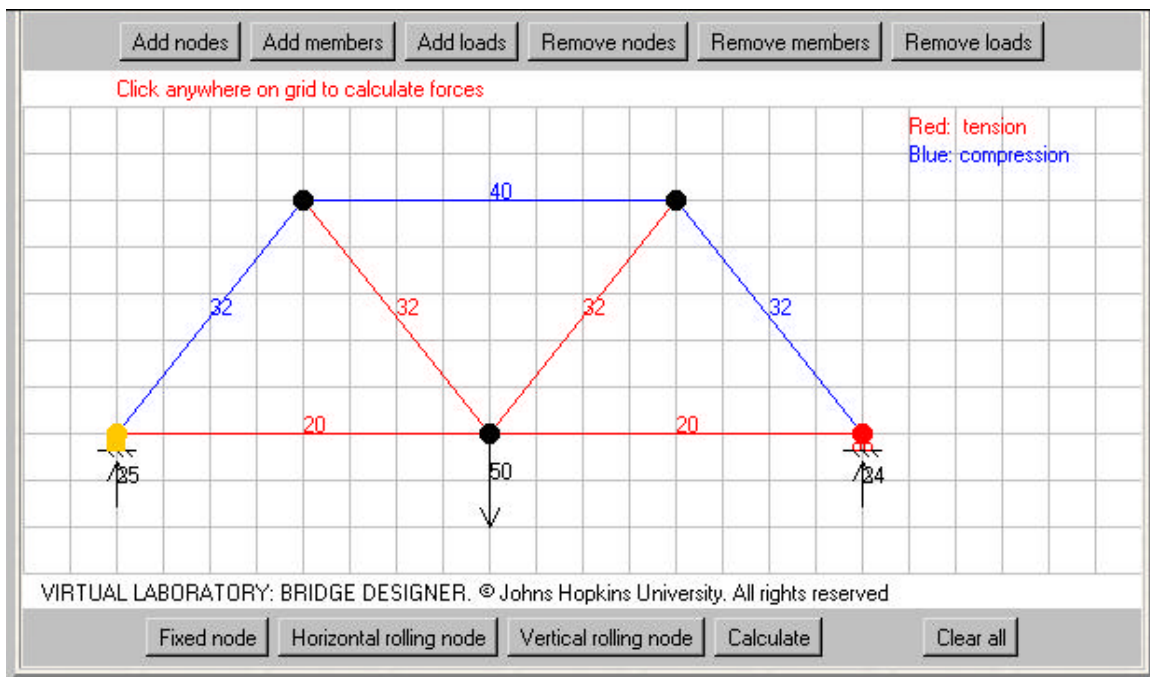 Add nodes Add members Add loads Remove nodes Remove members Remove loads
Click anywhere on grid to calculate forces
Red: tension
Blue: compression
40
32 32 32 32
20 20
25 50 24
VIRTUAL LABORATORY: BRIDGE DESIGNER. © Johns Hopkins University. All rights reserved
Fixed node Horizontal rolling node Vertical rolling node Calculate Clear all